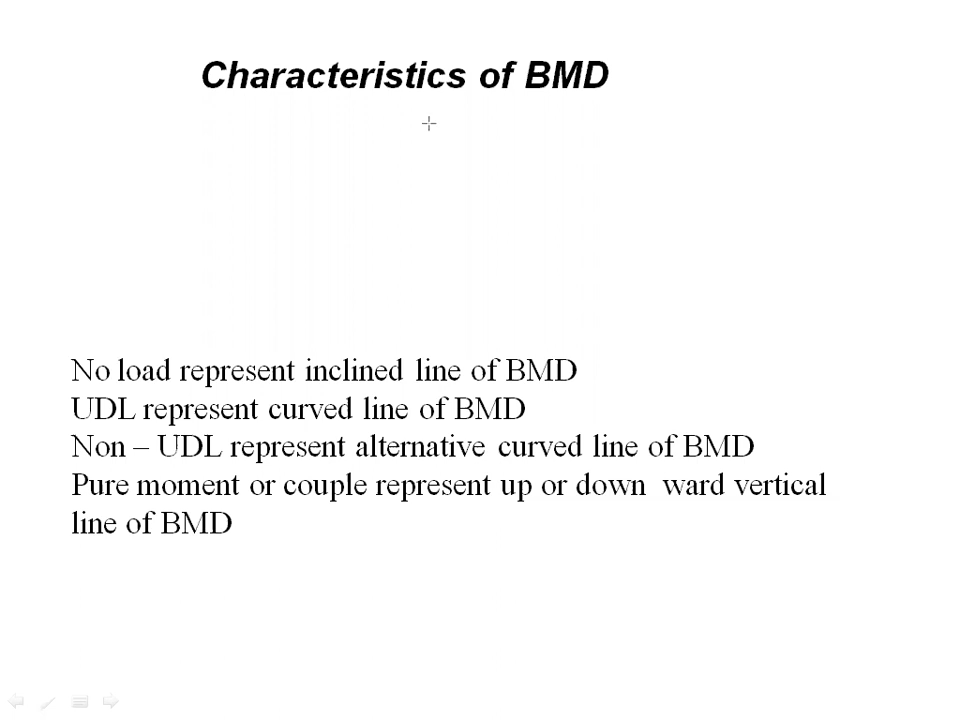 Characteristics of BMD
No load represent inclined line of BMD
UDL represent curved line of BMD
Non – UDL represent alternative curved line of BMD
Pure moment or couple represent up or down ward vertical
line of BMD